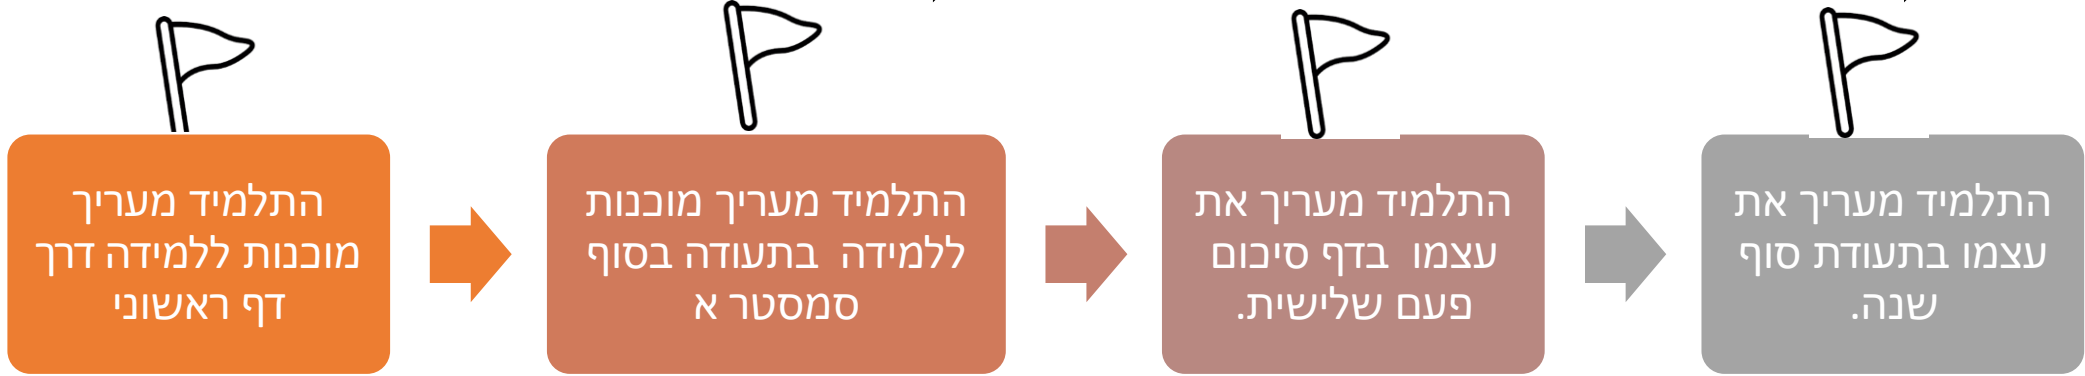 התלמיד מעריך
מוכנות ללמידה דרך
דף ראשוני
התלמיד מעריך מוכנות
ללמידה  בתעודה בסוף
סמסטר א
התלמיד מעריך את
עצמו  בדף סיכום
פעם שלישית.
התלמיד מעריך את
עצמו בתעודת סוף
שנה.